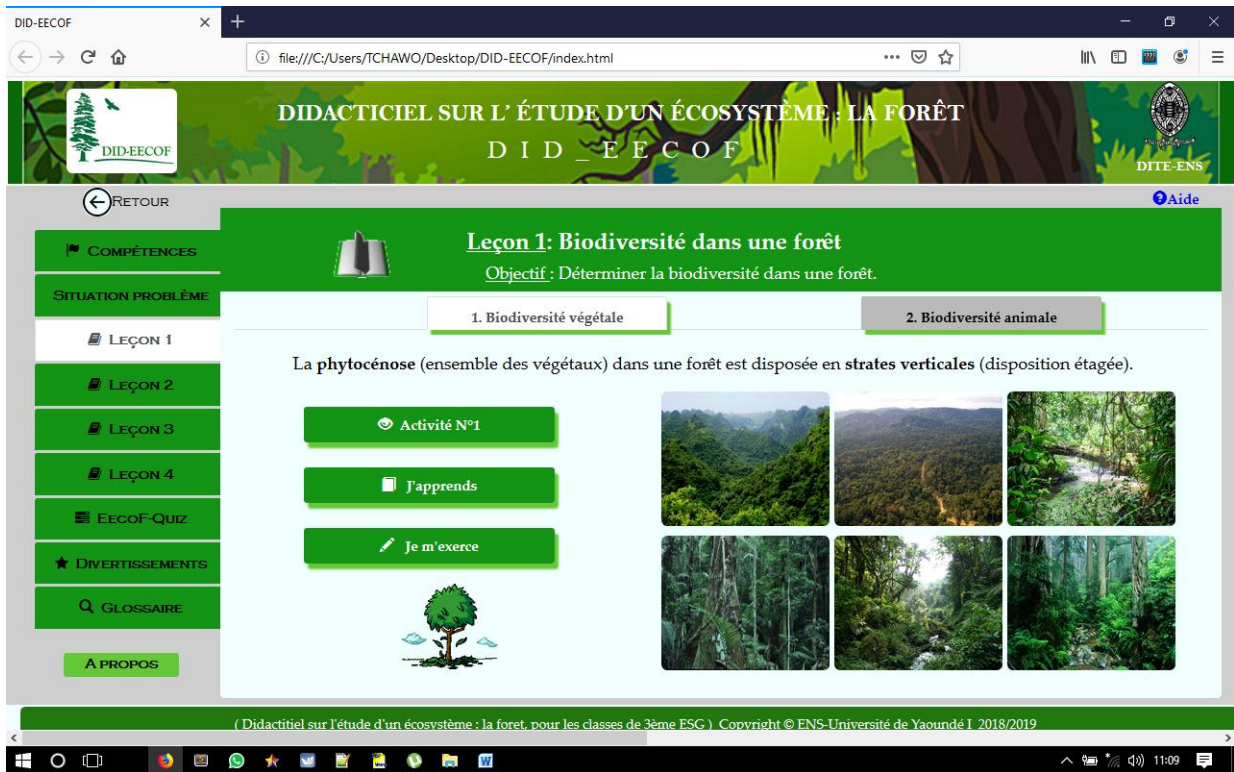 DID-EECOF
file:///C:/Users/TCHAWO/Desktop/DID-EECOF/index.html
DIDACTICIEL SUR L' ÉTUDE D'UN ÉCOSYSTÈME : LA FORÊT
DID_EECOF
DID-EECOF
DITE-ENS
RETOUR
Aide
COMPÉTENCES
SITUATION PROBLÈME
LEÇON 1
LEÇON 2
LEÇON 3
LEÇON 4
EECOF-QUIZ
DIVERTISSEMENTS
GLOSSAIRE
A PROPOS
Leçon 1: Biodiversité dans une forêt
Objectif : Déterminer la biodiversité dans une forêt.
1. Biodiversité végétale
2. Biodiversité animale
La phytocénose (ensemble des végétaux) dans une forêt est disposée en strates verticales (disposition étagée).
Activité N°1
J'apprends
Je m'exerce
( Didactitiel sur l'étude d'un écosystème : la foret, pour les classes de 3ème ESG ) Copyright © ENS-Université de Yaoundé I 2018/2019
11:09